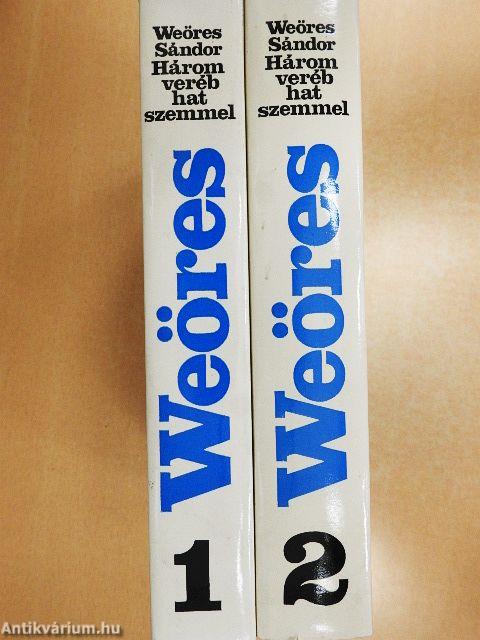 Weöres
Sándor
Három
veréb
hat
szemmel
Weöres
1
Weöres
Sándor
Három
veréb
hat
szemmel
Weöres
2
Antikvárium.hu